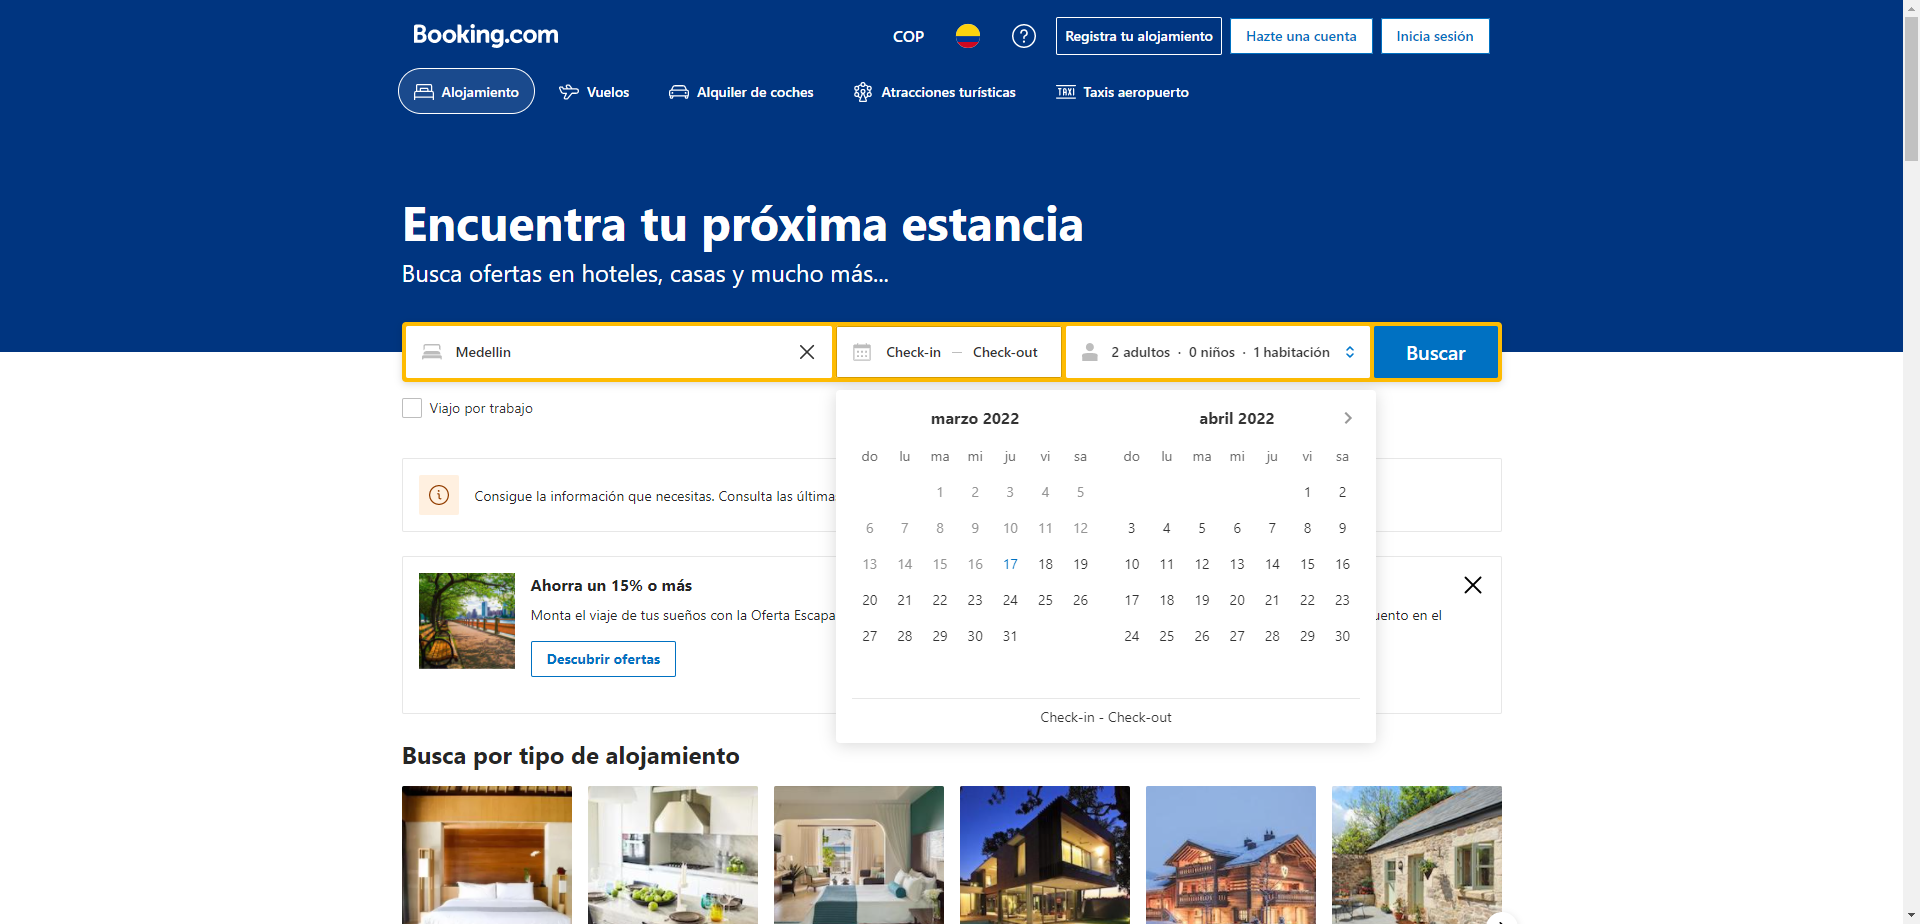 Booking.com
COP
Registra tu alojamiento
Hazte una cuenta
Inicia sesión
Alojamiento
Vuelos
Alquiler de coches
Atracciones turísticas
TAXI
Taxis aeropuerto
Encuentra tu próxima estancia
Busca ofertas en hoteles, casas y mucho más...
Medellin
Check-in — Check-out
2 adultos · 0 niños · 1 habitación
Buscar
Viajo por trabajo
marzo 2022
do lu ma mi ju vi sa
1 2 3 4 5
6 7 8 9 10 11 12
13 14 15 16 17 18 19
20 21 22 23 24 25 26
27 28 29 30 31
abril 2022
do lu ma mi ju vi sa
1 2
3 4 5 6 7 8 9
10 11 12 13 14 15 16
17 18 19 20 21 22 23
24 25 26 27 28 29 30
Check-in - Check-out
Consigue la información que necesitas. Consulta las última
Ahorra un 15% o más
Monta el viaje de tus sueños con la Oferta Escapa
uento en el
Descubrir ofertas
Busca por tipo de alojamiento